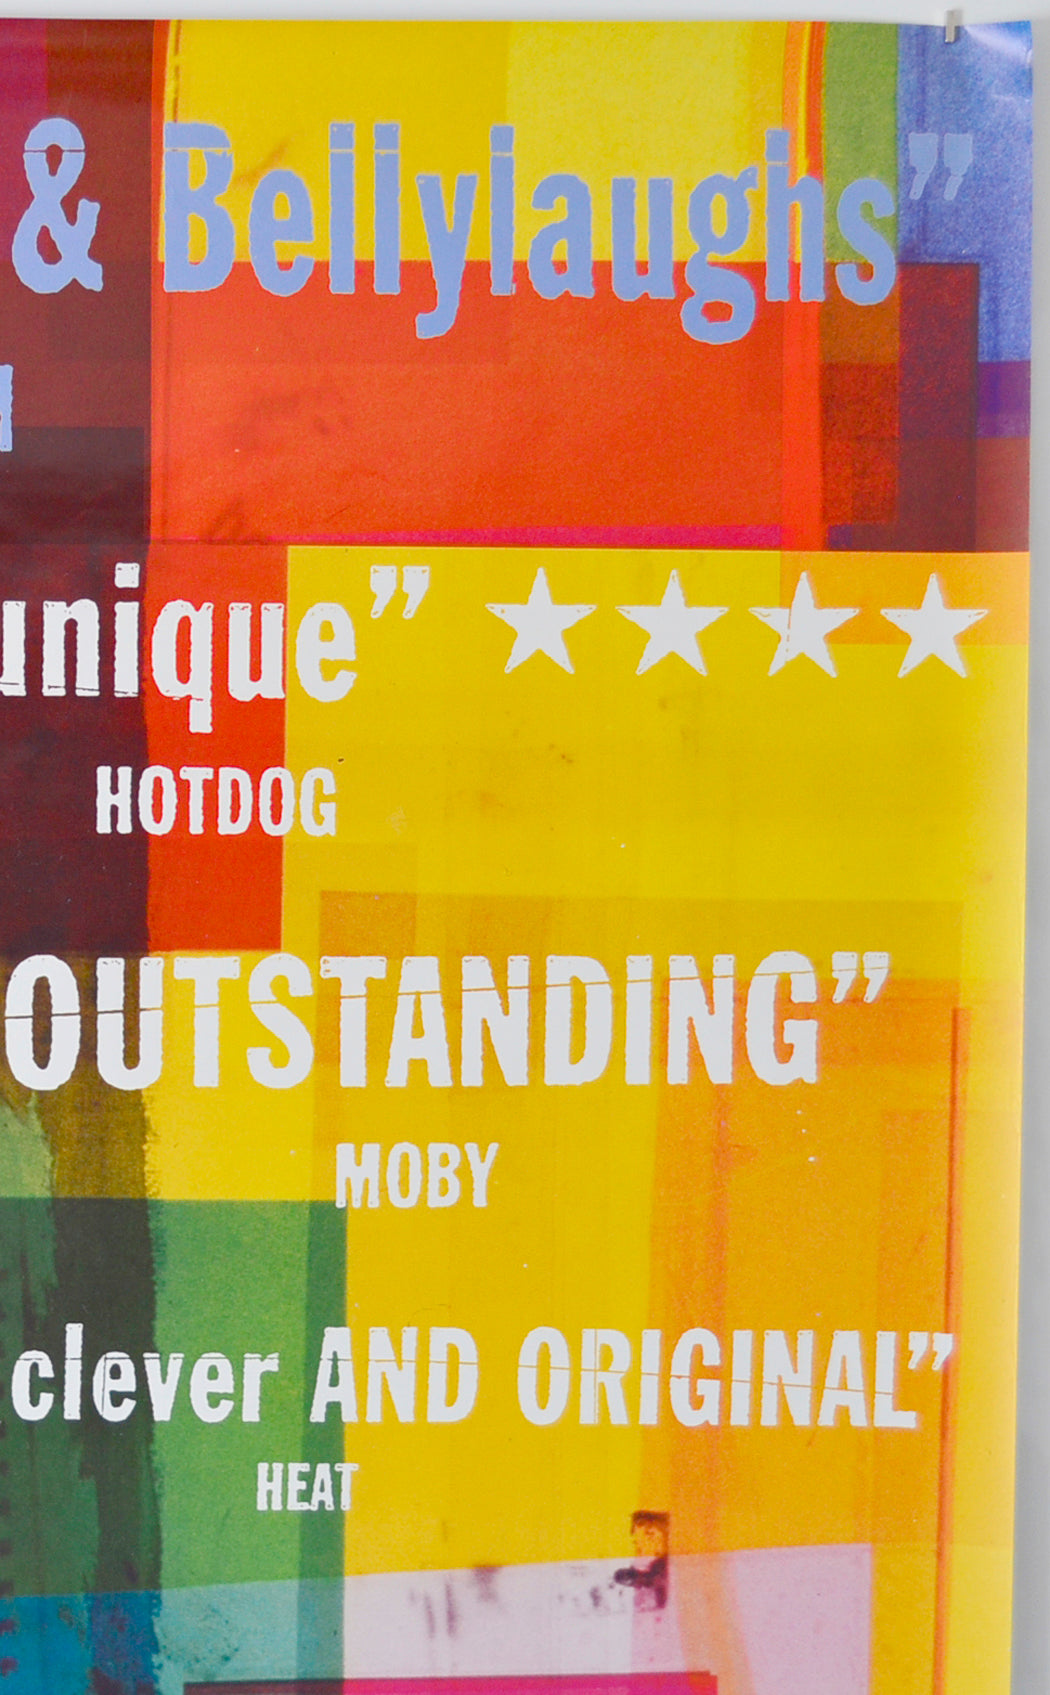 & Bellylaughs”
unique” ★★★★
HOTDOG
OUTSTANDING”
MOBY
clever AND ORIGINAL”
HEAT